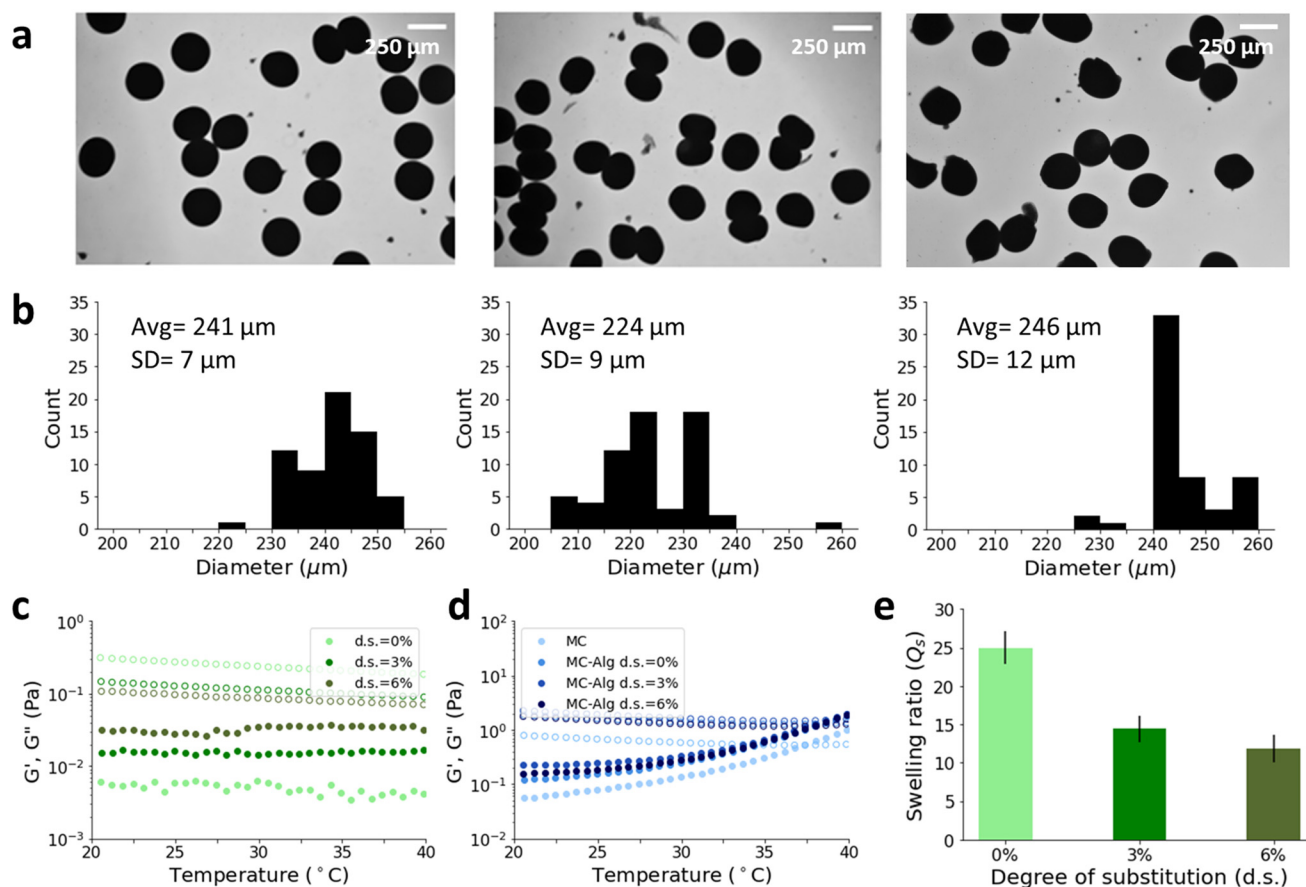 a
250 µm
250 µm
250 µm
b
35
30
25
20
15
10
5
0
Count
Avg= 241 µm
SD= 7 µm
200 210 220 230 240 250 260
Diameter (µm)
35
30
25
20
15
10
5
0
Count
Avg= 224 µm
SD= 9 µm
200 210 220 230 240 250 260
Diameter (µm)
35
30
25
20
15
10
5
0
Count
Avg= 246 µm
SD= 12 µm
200 210 220 230 240 250 260
Diameter (µm)
c
10⁰
10⁻¹
10⁻²
10⁻³
G', G" (Pa)
d.s.=0%
d.s.=3%
d.s.=6%
20 25 30 35 40
Temperature (°C)
d
10²
10¹
10⁰
10⁻¹
10⁻²
G', G" (Pa)
MC
MC-Alg d.s.=0%
MC-Alg d.s.=3%
MC-Alg d.s.=6%
20 25 30 35 40
Temperature (°C)
e
30
25
20
15
10
5
0
Swelling ratio (Qₛ)
0% 3% 6%
Degree of substitution (d.s.)